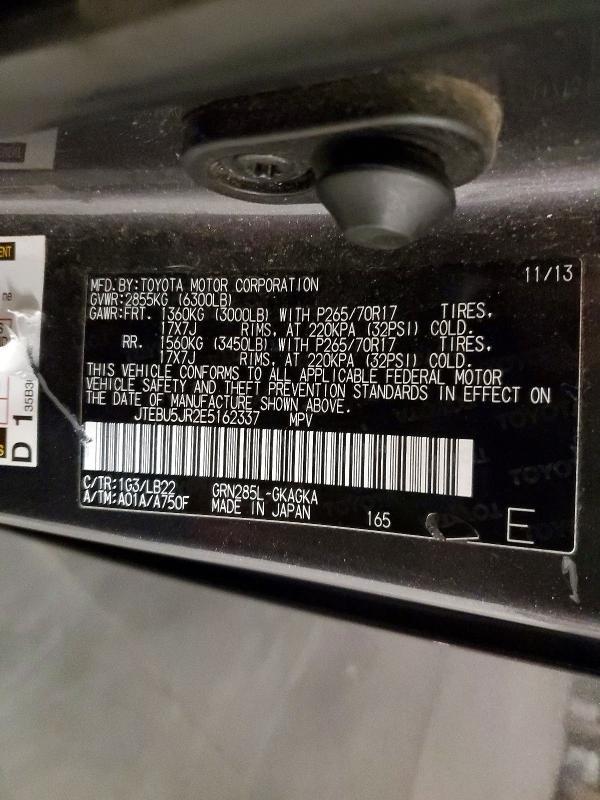 11/13
MFD.BY:TOYOTA MOTOR CORPORATION
GVWR:2855KG (6300LB)
GAWR:FRT. 1360KG (3000LB) WITH P265/70R17 TIRES,
17X7J RIMS, AT 220KPA (32PSI) COLD.
RR. 1560KG (3450LB) WITH P265/70R17 TIRES,
17X7J RIMS, AT 220KPA (32PSI) COLD.
THIS VEHICLE CONFORMS TO ALL APPLICABLE FEDERAL MOTOR
VEHICLE SAFETY AND THEFT PREVENTION STANDARDS IN EFFECT ON
THE DATE OF MANUFACTURE SHOWN ABOVE.
JTEBU5JR2E5162337 MPV
C/TR:1G3/LB22 GRN285L-GKAGKA
A/TM:A01A/A750F MADE IN JAPAN 165 E
D 1